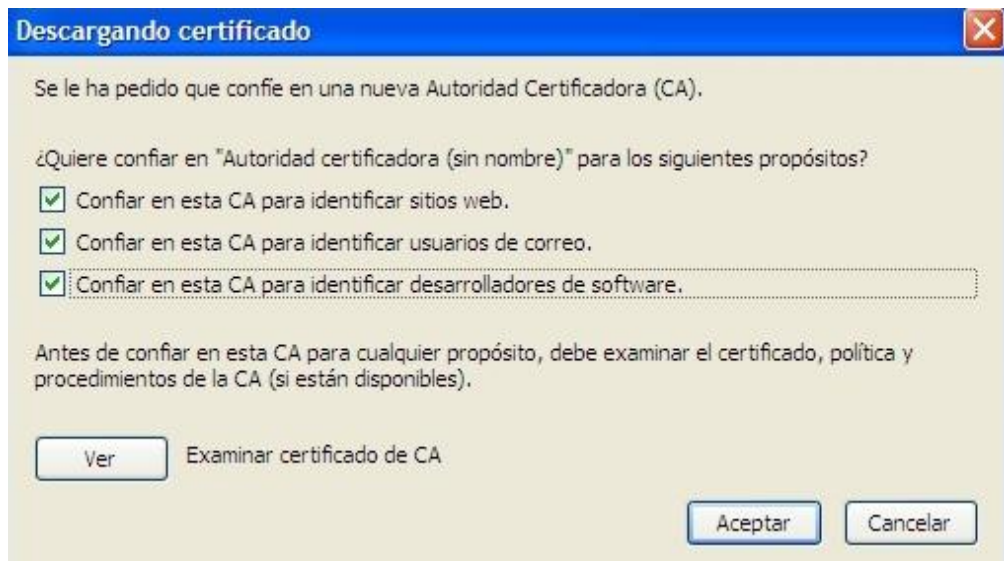 Descargando certificado
Se le ha pedido que confíe en una nueva Autoridad Certificadora (CA).
¿Quiere confiar en "Autoridad certificadora (sin nombre)" para los siguientes propósitos?
Confiar en esta CA para identificar sitios web.
Confiar en esta CA para identificar usuarios de correo.
Confiar en esta CA para identificar desarrolladores de software.
Antes de confiar en esta CA para cualquier propósito, debe examinar el certificado, política y
procedimientos de la CA (si están disponibles).
Ver Examinar certificado de CA
Aceptar Cancelar